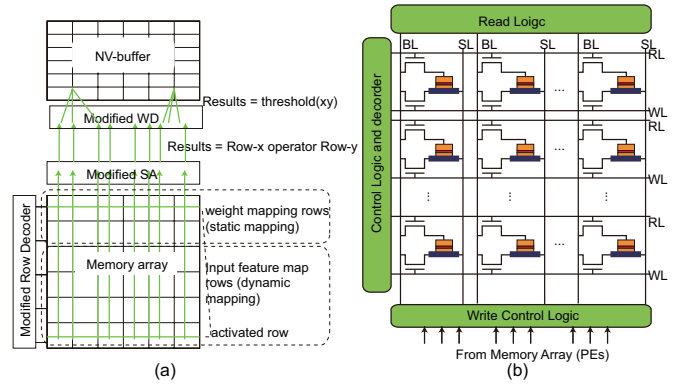 NV-buffer
Results = threshold(xy)
Modified WD
Results = Row-x operator Row-y
Modified SA
Modified Row Decoder
weight mapping rows
(static mapping)
Memory array
Input feature map
rows (dynamic
mapping)
activated row
(a)
Read Loigc
BL SL BL SL BL SL
RL
Control Logic and decorder
...
WL
RL
...
WL
⋮ ⋮ ⋮
RL
...
WL
Write Control Logic
... ...
From Memory Array (PEs)
(b)